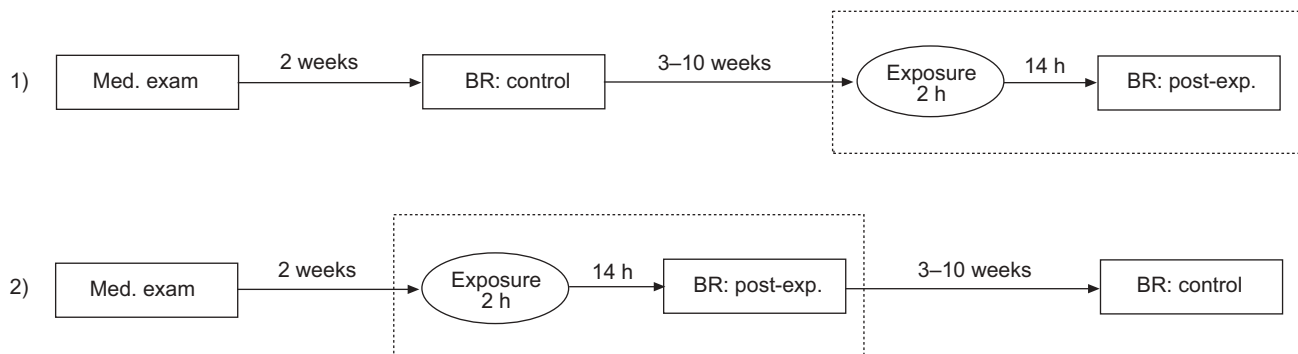 1)
Med. exam
2 weeks
BR: control
3–10 weeks
Exposure
2 h
14 h
BR: post-exp.
2)
Med. exam
2 weeks
Exposure
2 h
14 h
BR: post-exp.
3–10 weeks
BR: control